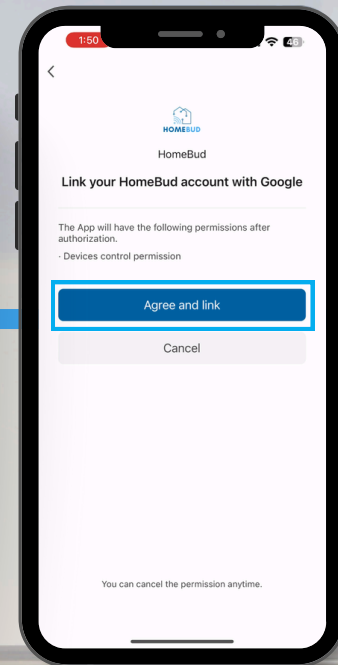 1:50
46
HOMEBUD
HomeBud
Link your HomeBud account with Google
The App will have the following permissions after
authorization.
· Devices control permission
Agree and link
Cancel
You can cancel the permission anytime.